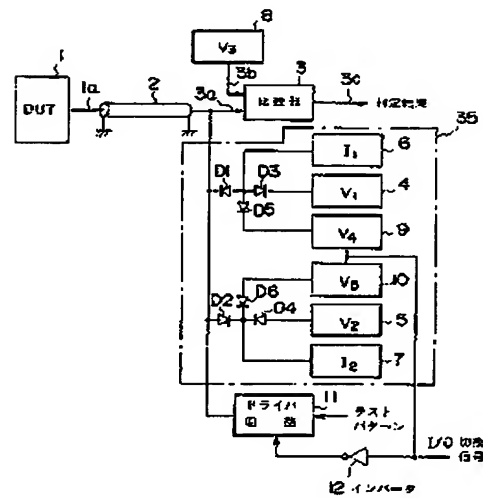 8
V3
1
3b
3
1a
2
3a
3c
DUT
比較器
判定結果
35
I1
6
D1
D3
V1
4
D5
V4
9
V5
10
D6
D2
D4
V2
5
I2
7
11
ドライバ
回路
テスト
パターン
I/O 切換
信号
12 インバータ